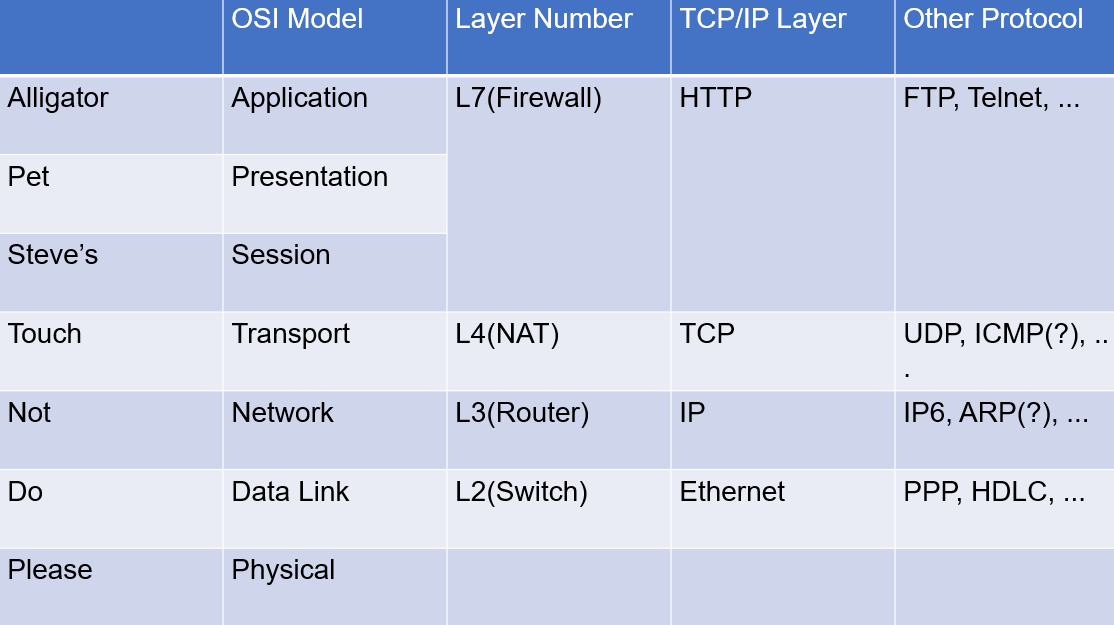 OSI Model Layer Number TCP/IP Layer Other Protocol
Alligator Application L7(Firewall) HTTP FTP, Telnet, ...
Pet Presentation
Steve’s Session
Touch Transport L4(NAT) TCP UDP, ICMP(?), ..
.
Not Network L3(Router) IP IP6, ARP(?), ...
Do Data Link L2(Switch) Ethernet PPP, HDLC, ...
Please Physical